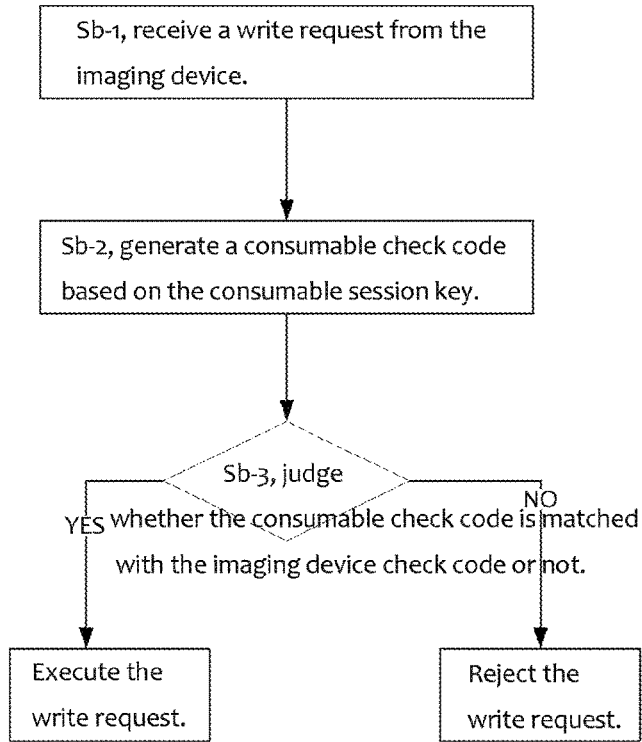 Sb-1, receive a write request from the
imaging device.
Sb-2, generate a consumable check code
based on the consumable session key.
Sb-3, judge
NO
YES whether the consumable check code is matched
with the imaging device check code or not.
Execute the
write request.
Reject the
write request.